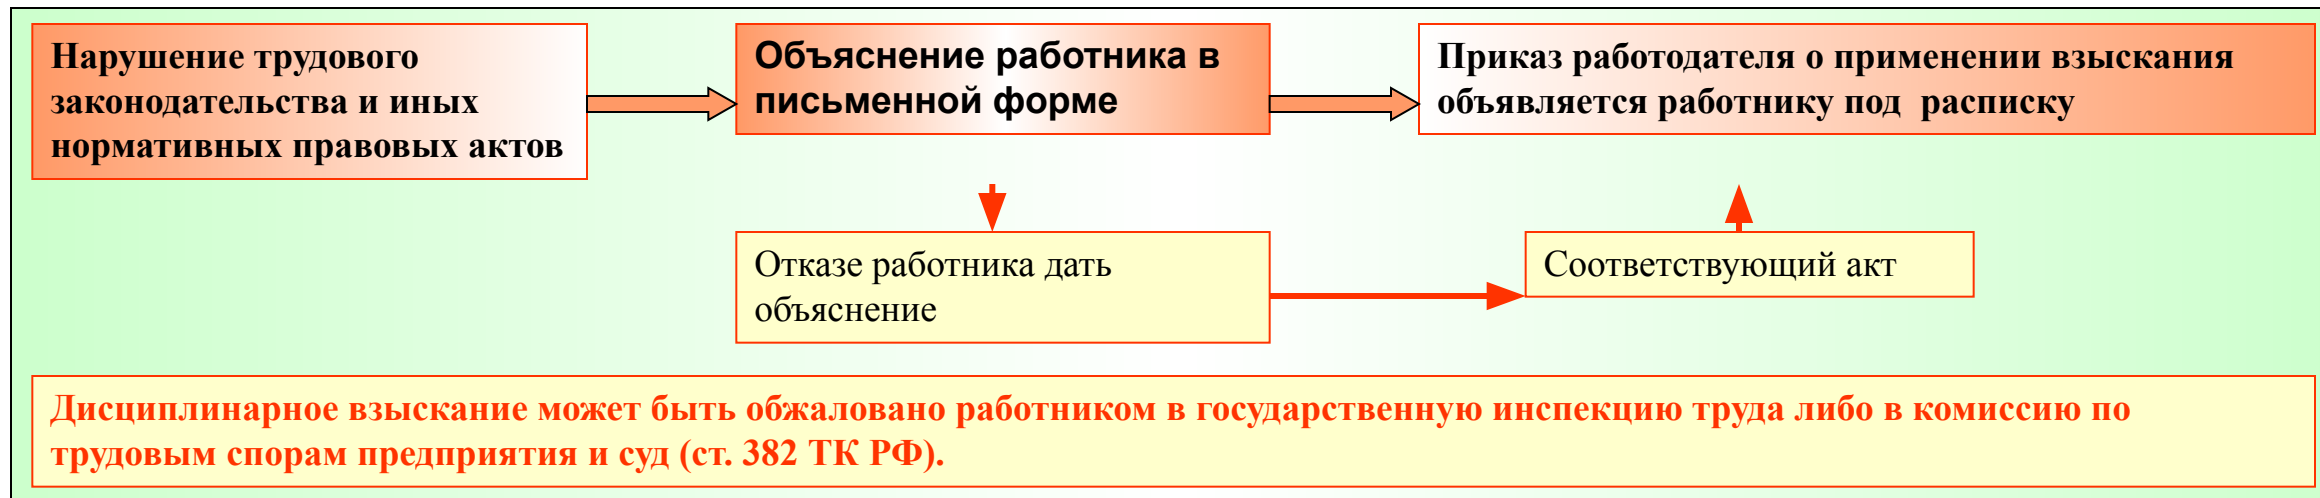 Нарушение трудового
законодательства и иных
нормативных правовых актов
Объяснение работника в
письменной форме
Приказ работодателя о применении взыскания
объявляется работнику под  расписку
Отказе работника дать
объяснение
Соответствующий акт
Дисциплинарное взыскание может быть обжаловано работником в государственную инспекцию труда либо в комиссию по
трудовым спорам предприятия и суд (ст. 382 ТК РФ).